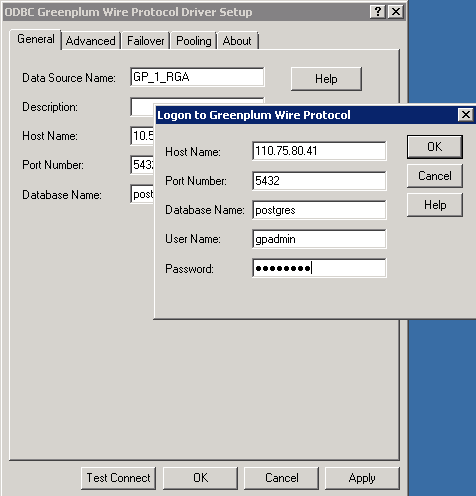 ODBC Greenplum Wire Protocol Driver Setup
General Advanced Failover Pooling About
Data Source Name: GP_1_RGA Help
Description:
Host Name: 10.5
Port Number: 5432
Database Name: post
Logon to Greenplum Wire Protocol
Host Name: 110.75.80.41 OK
Port Number: 5432 Cancel
Database Name: postgres Help
User Name: gpadmin
Password: ●●●●●●●●
Test Connect OK Cancel Apply